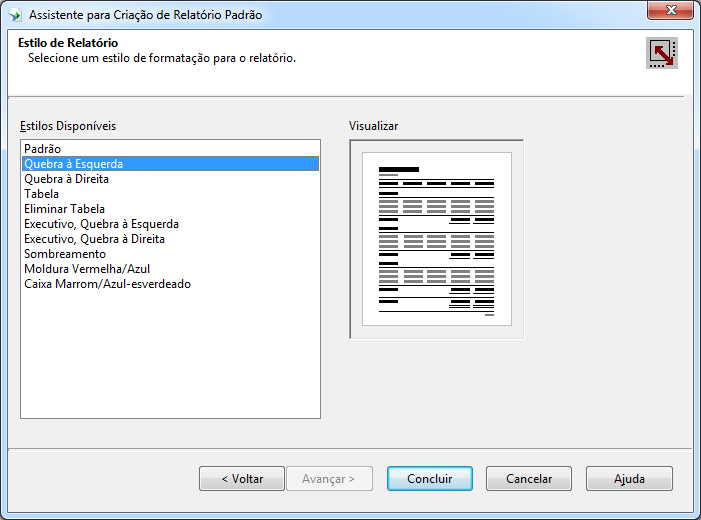 Assistente para Criação de Relatório Padrão
Estilo de Relatório
Selecione um estilo de formatação para o relatório.
Estilos Disponíveis
Padrão
Quebra à Esquerda
Quebra à Direita
Tabela
Eliminar Tabela
Executivo, Quebra à Esquerda
Executivo, Quebra à Direita
Sombreamento
Moldura Vermelha/Azul
Caixa Marrom/Azul-esverdeado
Visualizar
< Voltar
Avançar >
Concluir
Cancelar
Ajuda